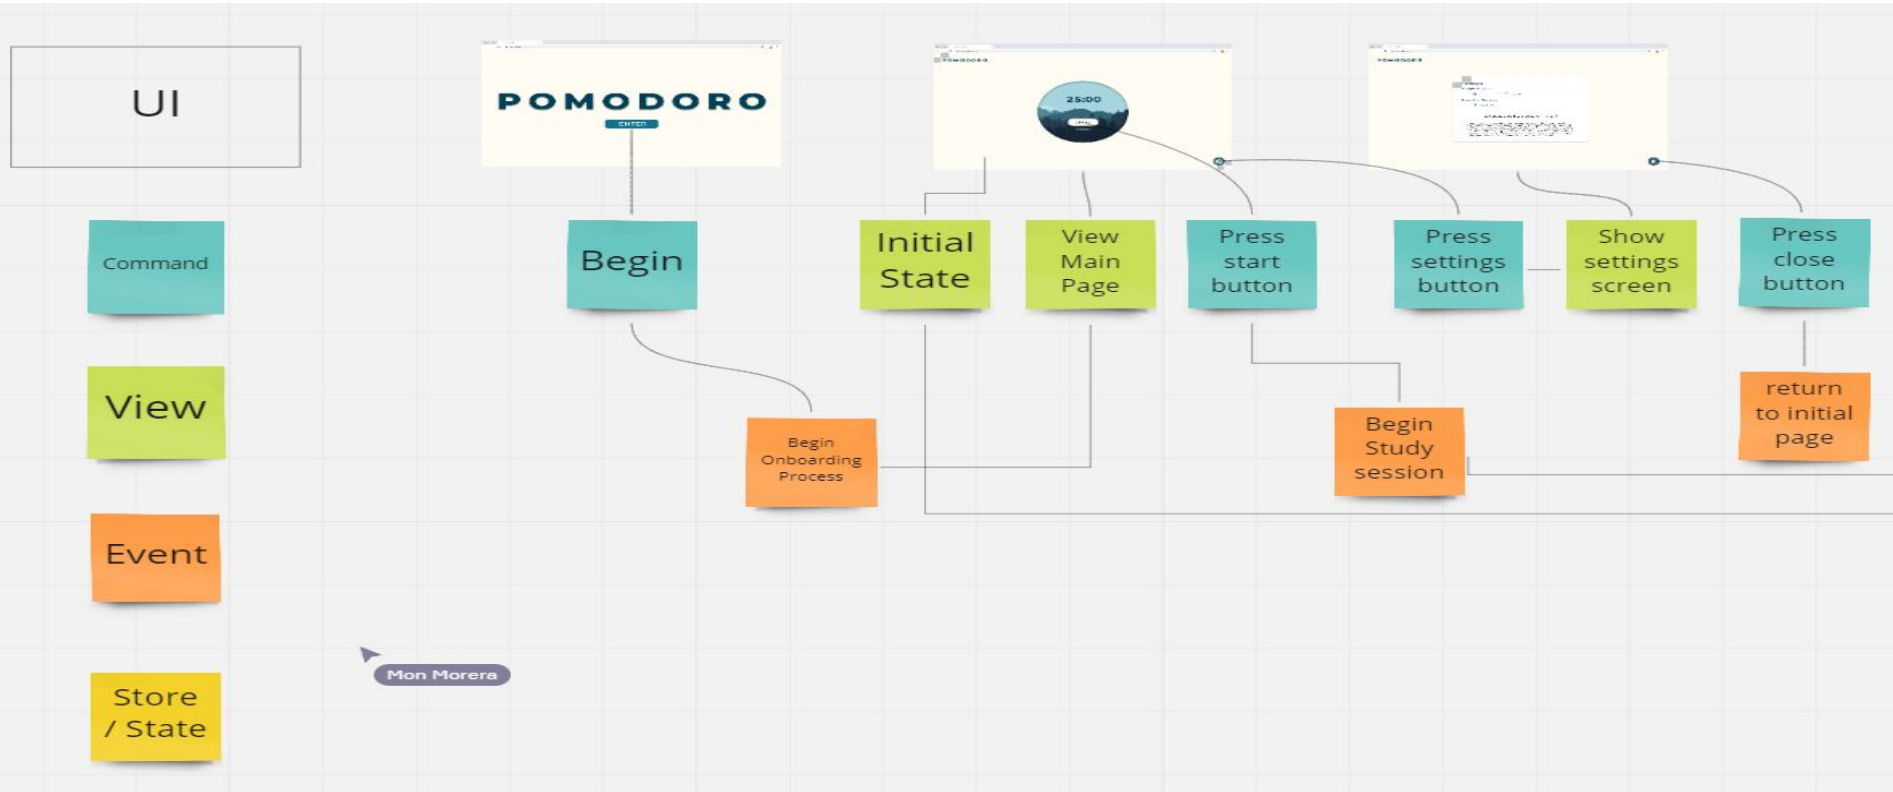 UI
POMODORO
ENTER
POMODORO
25:00
POMODORO
Command
Begin
Initial
State
View
Main
Page
Press
start
button
Press
settings
button
Show
settings
screen
Press
close
button
View
Begin
Onboarding
Process
Begin
Study
session
return
to initial
page
Event
Store
/ State
Mon Morera